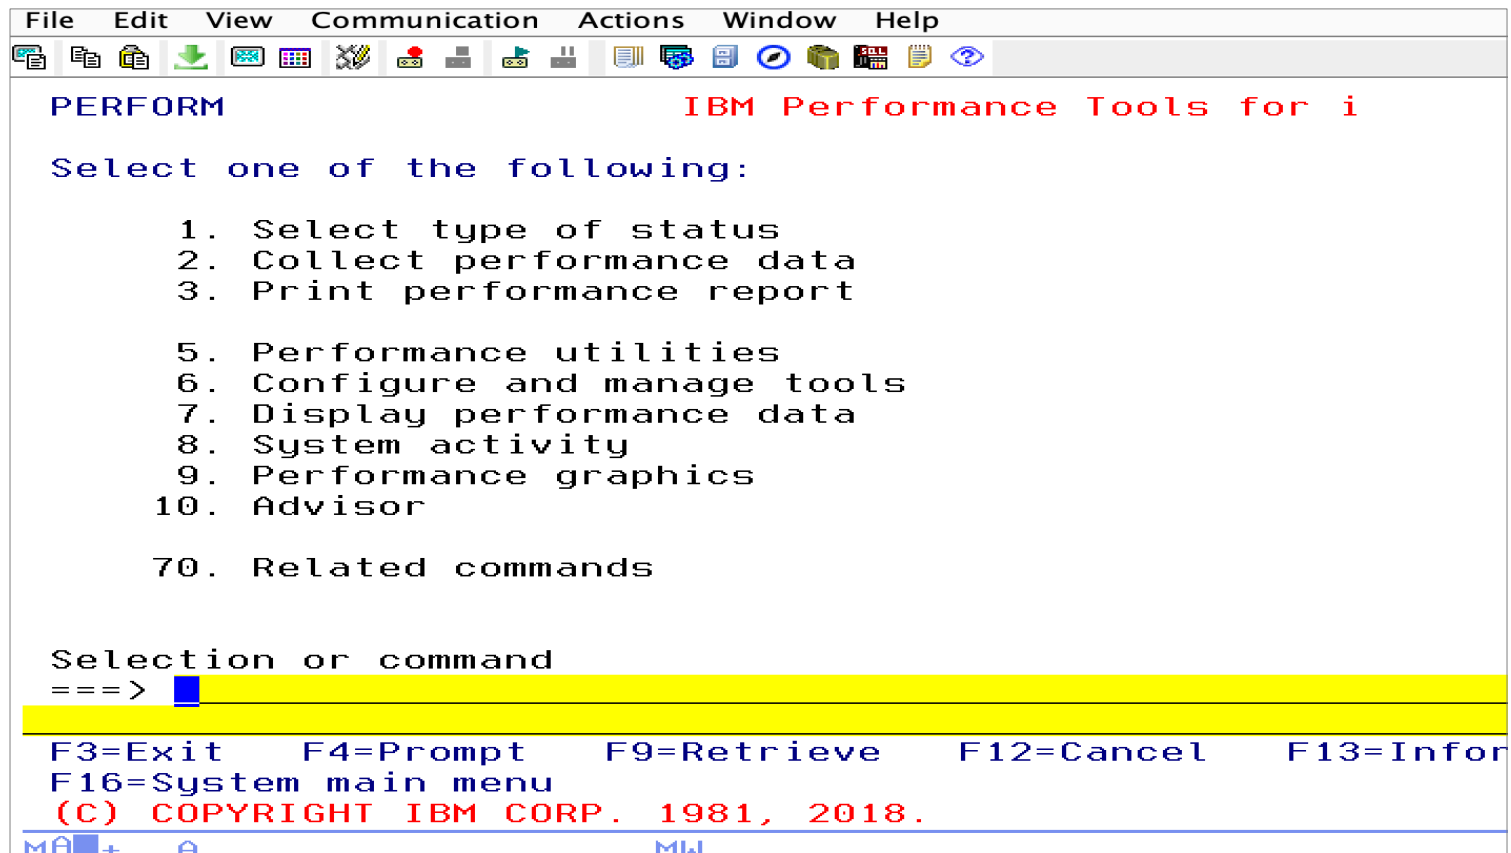 File Edit View Communication Actions Window Help
PERFORM IBM Performance Tools for i
Select one of the following:
1. Select type of status
2. Collect performance data
3. Print performance report
5. Performance utilities
6. Configure and manage tools
7. Display performance data
8. System activity
9. Performance graphics
10. Advisor
70. Related commands
Selection or command
===>
F3=Exit F4=Prompt F9=Retrieve F12=Cancel F13=Infor
F16=System main menu
(C) COPYRIGHT IBM CORP. 1981, 2018.
MA + A MW